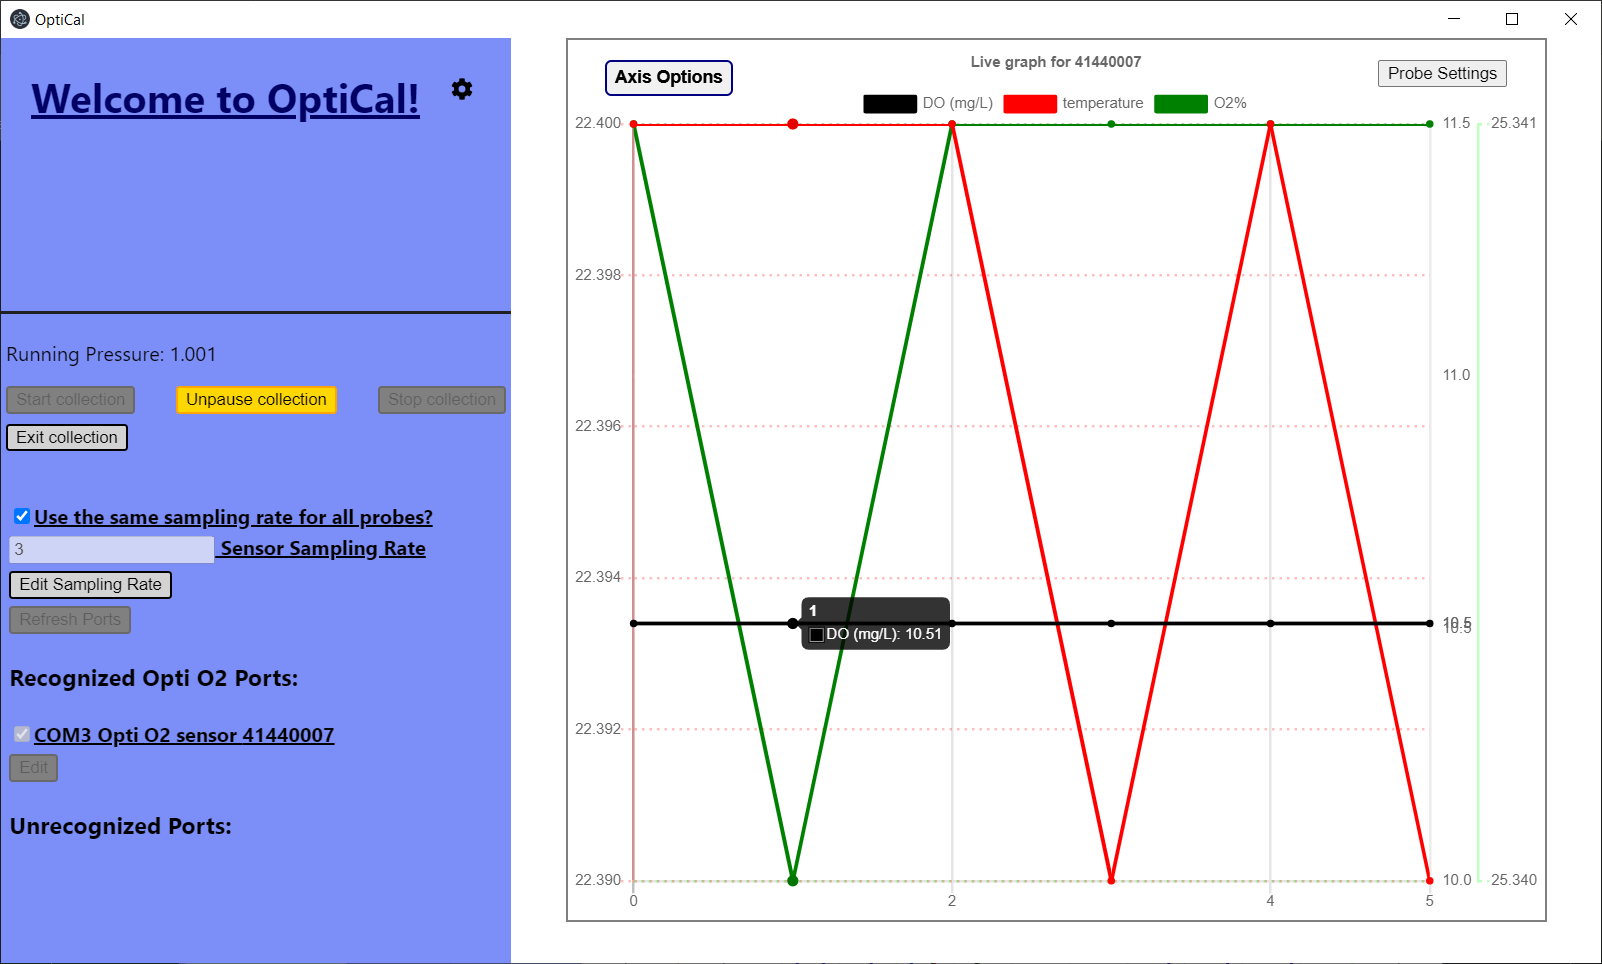 OptiCal
Welcome to OptiCal!
Running Pressure: 1.001
Start collection
Unpause collection
Stop collection
Exit collection
Use the same sampling rate for all probes?
3 Sensor Sampling Rate
Edit Sampling Rate
Refresh Ports
Recognized Opti O2 Ports:
COM3 Opti O2 sensor 41440007
Edit
Unrecognized Ports:
Axis Options
Live graph for 41440007
Probe Settings
DO (mg/L) temperature O2%
22.400
22.398
22.396
22.394
22.392
22.390
1
DO (mg/L): 10.51
11.5
11.0
10.5
10.5
10.0
25.341
25.340
0 2 4 5